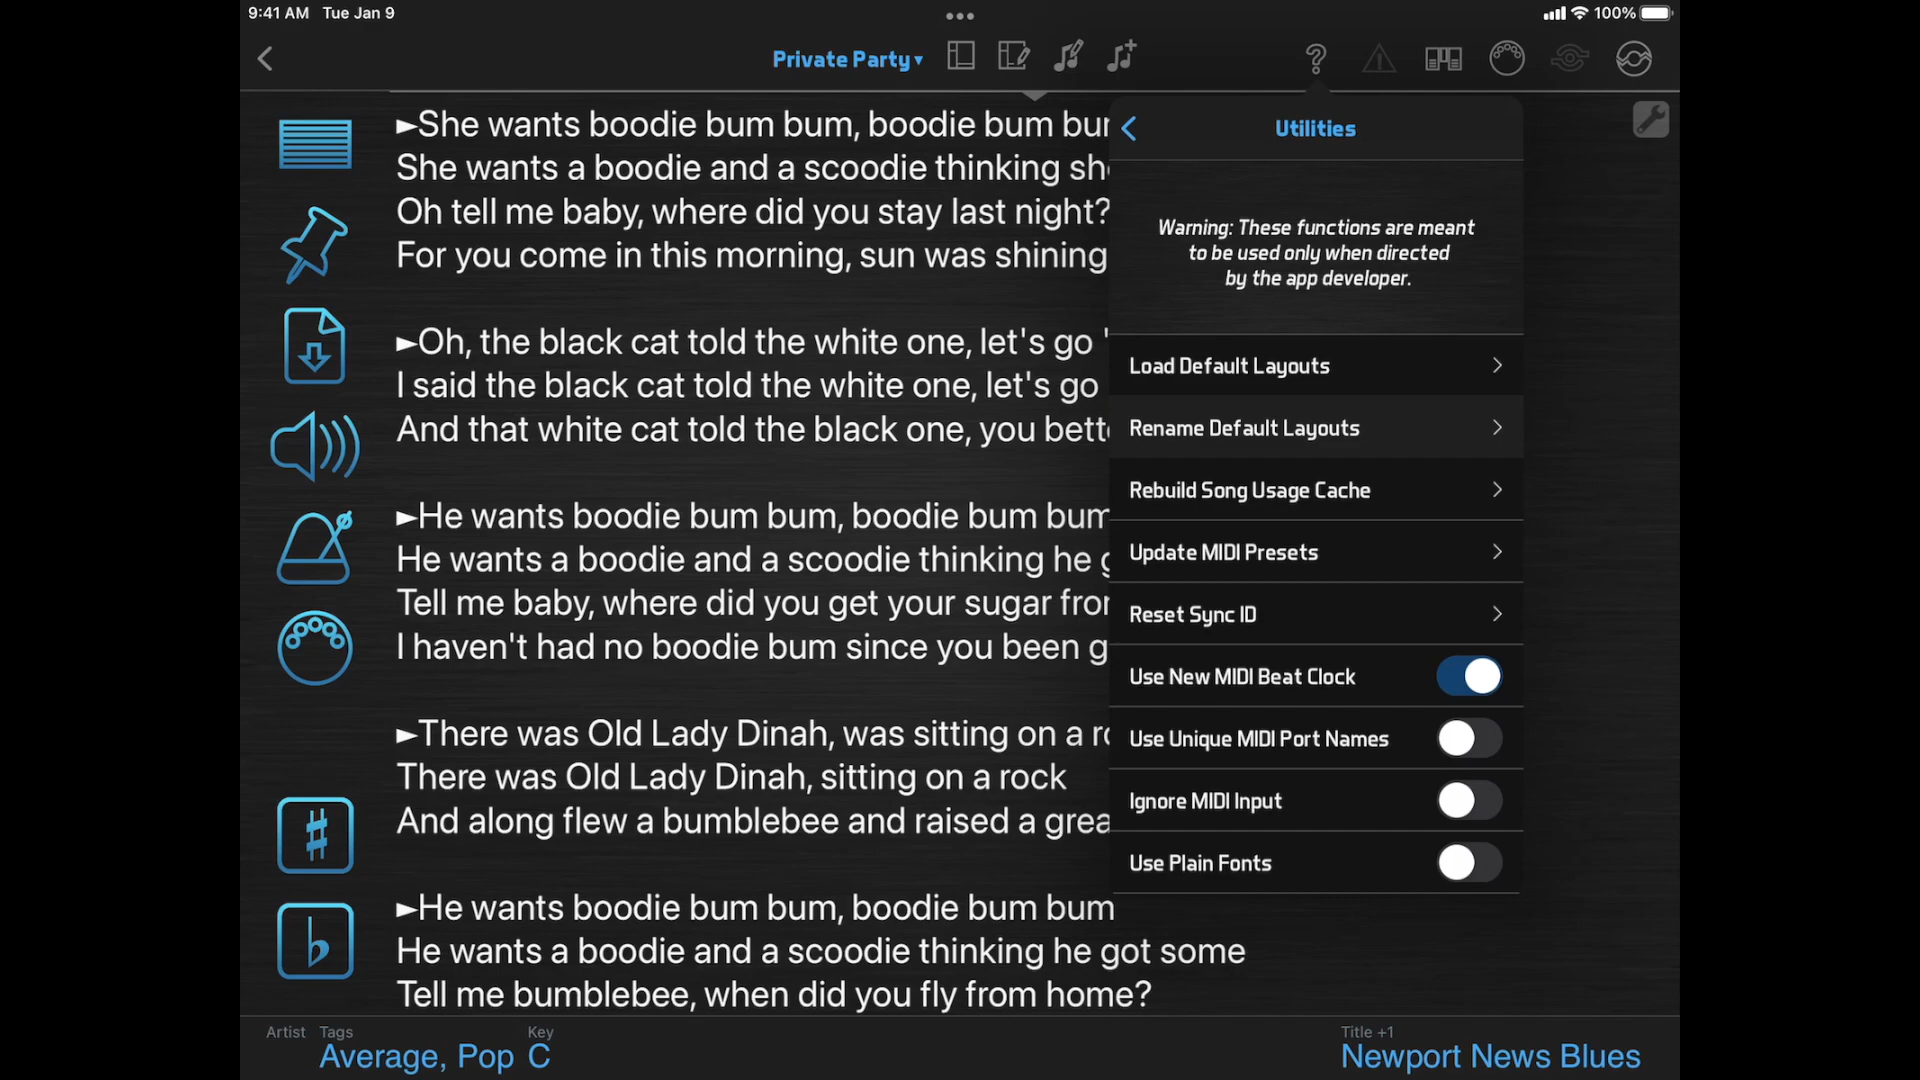 9:41 AM Tue Jan 9
100%
Private Party ▾
►She wants boodie bum bum, boodie bum
She wants a boodie and a scoodie thinking
Oh tell me baby, where did you stay last night?
For you come in this morning, sun was shining
►Oh, the black cat told the white one, let's go '
I said the black cat told the white one, let's go
And that white cat told the black one, you
►He wants boodie bum bum, boodie bum bum
He wants a boodie and a scoodie thinking he
Tell me baby, where did you get your sugar
I haven't had no boodie bum since you been
►There was Old Lady Dinah, was sitting on a
There was Old Lady Dinah, sitting on a rock
And along flew a bumblebee and raised a
►He wants boodie bum bum, boodie bum bum
He wants a boodie and a scoodie thinking he got some
Tell me bumblebee, when did you fly from home?
Utilities
Warning: These functions are meant
to be used only when directed
by the app developer.
Load Default Layouts
Rename Default Layouts
Rebuild Song Usage Cache
Update MIDI Presets
Reset Sync ID
Use New MIDI Beat Clock
Use Unique MIDI Port Names
Ignore MIDI Input
Use Plain Fonts
Artist Tags Key
Average, Pop C
Title +1
Newport News Blues